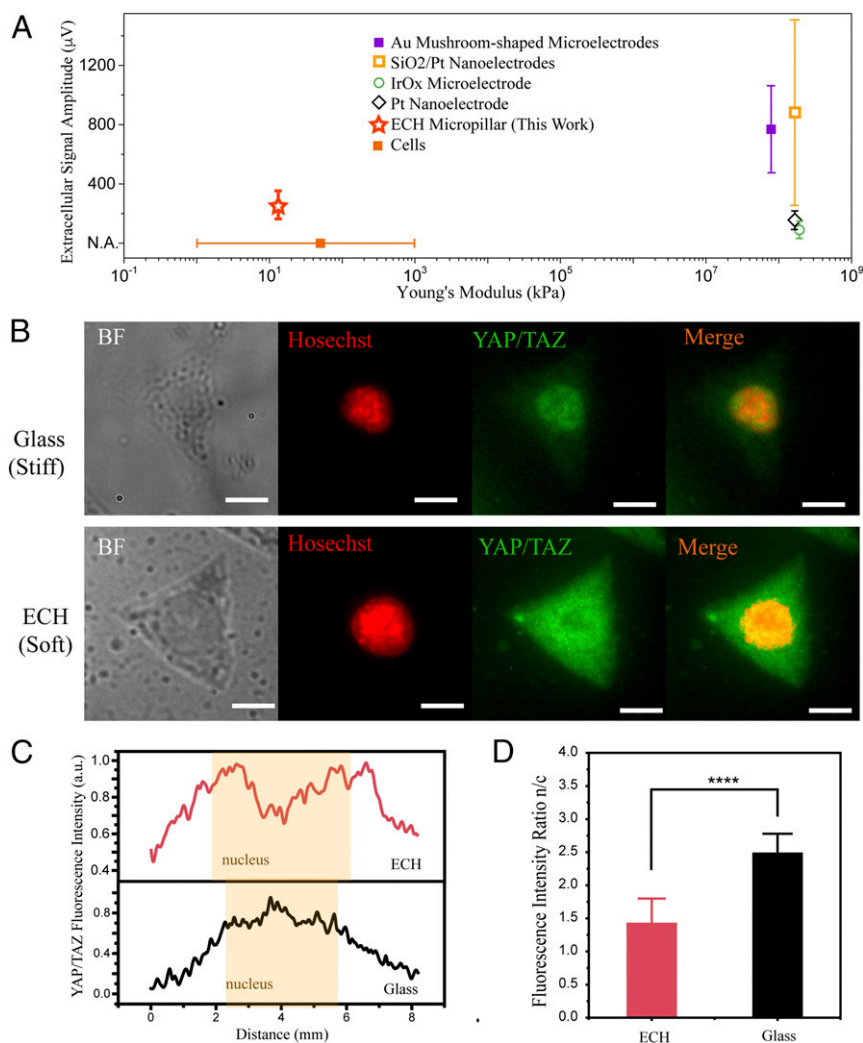 A
Extracellular Signal Amplitude (μV)
1200
800
400
N.A.
Au Mushroom-shaped Microelectrodes
SiO2/Pt Nanoelectrodes
IrOx Microelectrode
Pt Nanoelectrode
ECH Micropillar (This Work)
Cells
10-1 101 103 105 107 109
Young's Modulus (kPa)
B
BF Hosechst YAP/TAZ Merge
Glass
(Stiff)
BF Hosechst YAP/TAZ Merge
ECH
(Soft)
C
YAP/TAZ Fluorescence Intensity (a.u.)
1.0
0.8
0.6
0.4
nucleus
ECH
0.8
0.4
0.0
nucleus
Glass
0 2 4 6 8
Distance (mm)
.
D
Fluorescence Intensity Ratio n/c
4.0
3.5
3.0
2.5
2.0
1.5
1.0
0.5
0.0
****
ECH Glass